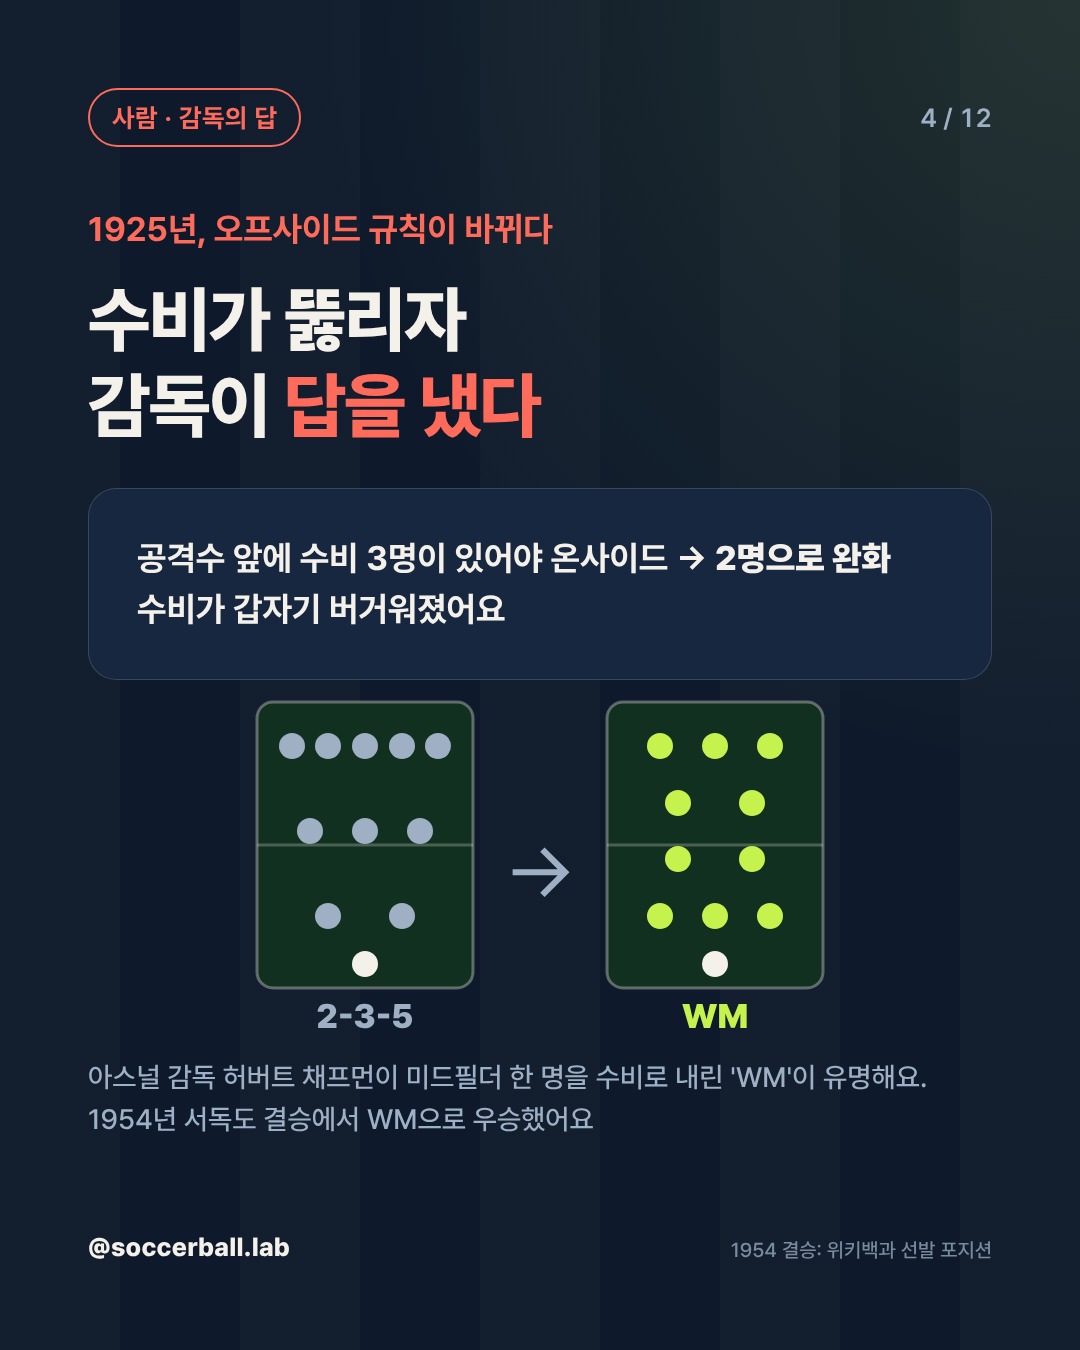 사람 · 감독의 답
4 / 12
1925년, 오프사이드 규칙이 바뀌다
수비가 뚫리자
감독이 답을 냈다
공격수 앞에 수비 3명이 있어야 온사이드 → 2명으로 완화
수비가 갑자기 버거워졌어요
2-3-5
WM
아스널 감독 허버트 채프먼이 미드필더 한 명을 수비로 내린 'WM'이 유명해요.
1954년 서독도 결승에서 WM으로 우승했어요
@soccerball.lab
1954 결승: 위키백과 선발 포지션